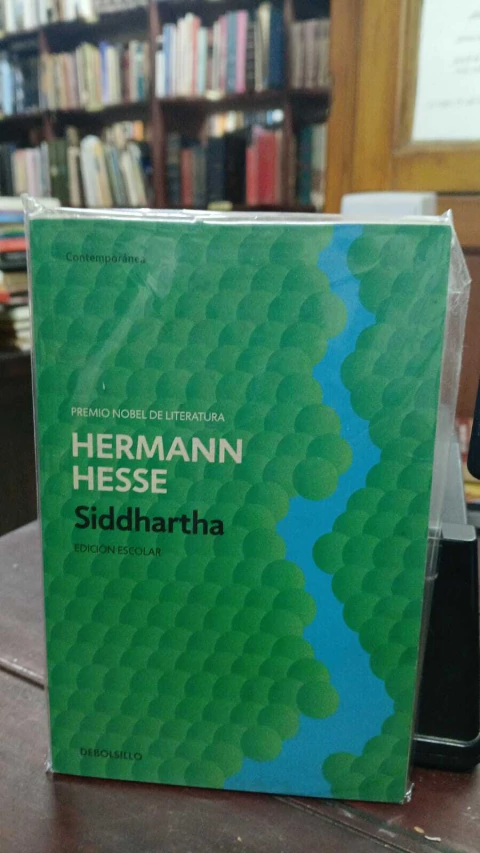 Contemporánea
PREMIO NOBEL DE LITERATURA
HERMANN
HESSE
Siddhartha
EDICIÓN ESCOLAR
DEBOLSILLO